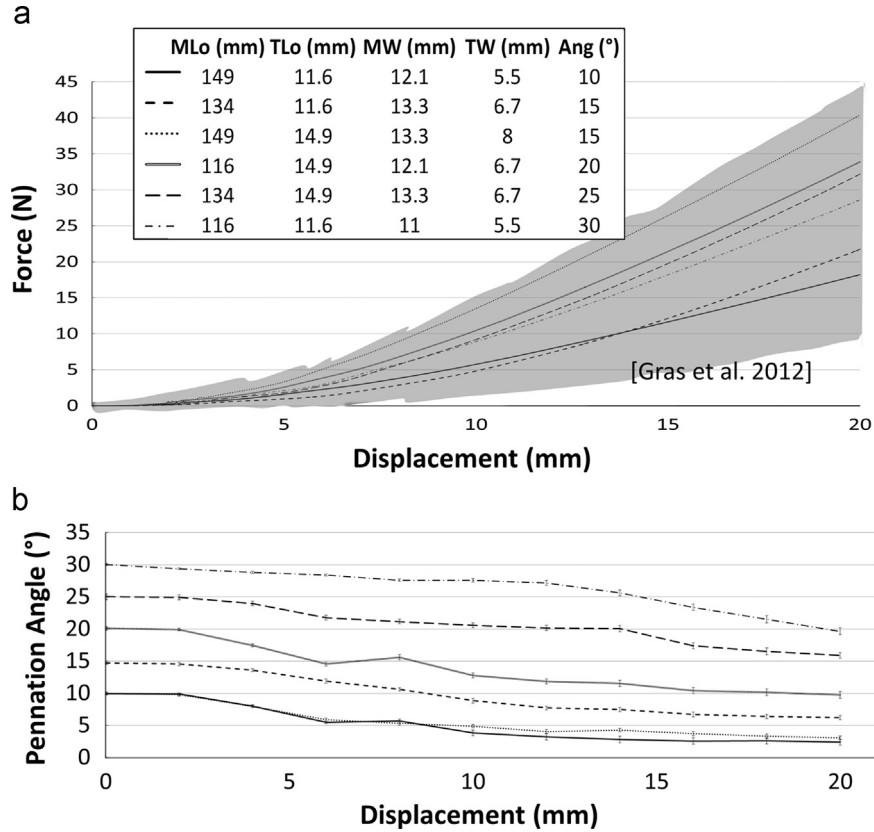 a
MLo (mm) TLo (mm) MW (mm) TW (mm) Ang (°)
149 11.6 12.1 5.5 10
134 11.6 13.3 6.7 15
149 14.9 13.3 8 15
116 14.9 12.1 6.7 20
134 14.9 13.3 6.7 25
116 11.6 11 5.5 30
45
40
35
30
25
20
15
10
5
0
Force (N)
[Gras et al. 2012]
0 5 10 15 20
Displacement (mm)
b
35
30
25
20
15
10
5
0
Pennation Angle (°)
0 5 10 15 20
Displacement (mm)